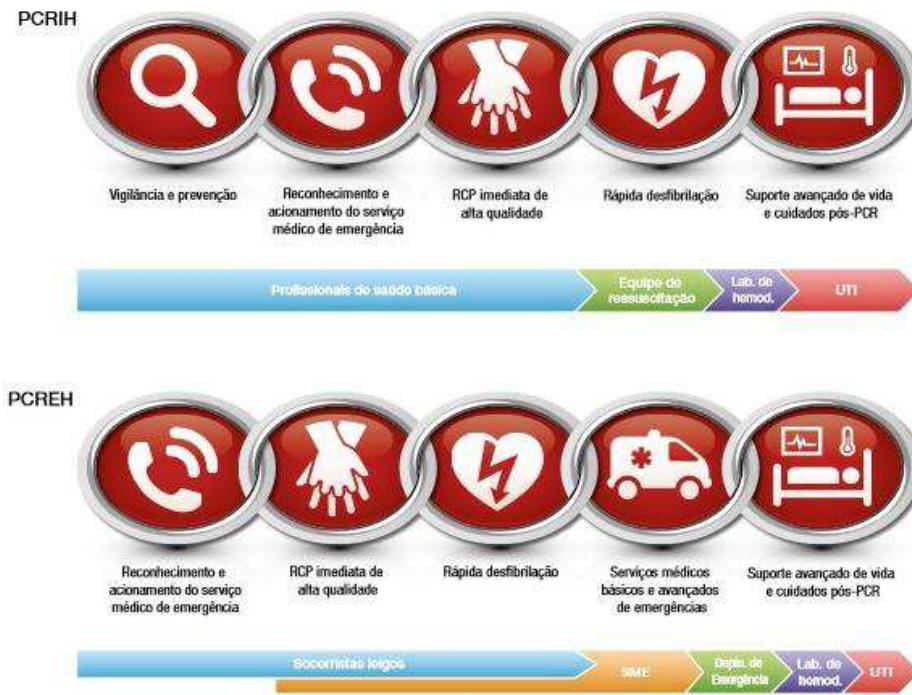 PCRIH
Vigilância e prevenção
Reconhecimento e
acionamento do serviço
médico de emergência
RCP imediata de
alta qualidade
Rápida desfibrilação
Suporte avançado de vida
e cuidados pós-PCR
Profissionais de saúde básica
Equipe de
ressuscitação
Lab. de
hemod.
UTI
PCREH
Reconhecimento e
acionamento do serviço
médico de emergência
RCP imediata de
alta qualidade
Rápida desfibrilação
Serviços médicos
básicos e avançados
de emergências
Suporte avançado de vida
e cuidados pós-PCR
Socorristas leigos
SME
Depto. de
Emergência
Lab. de
hemod.
UTI